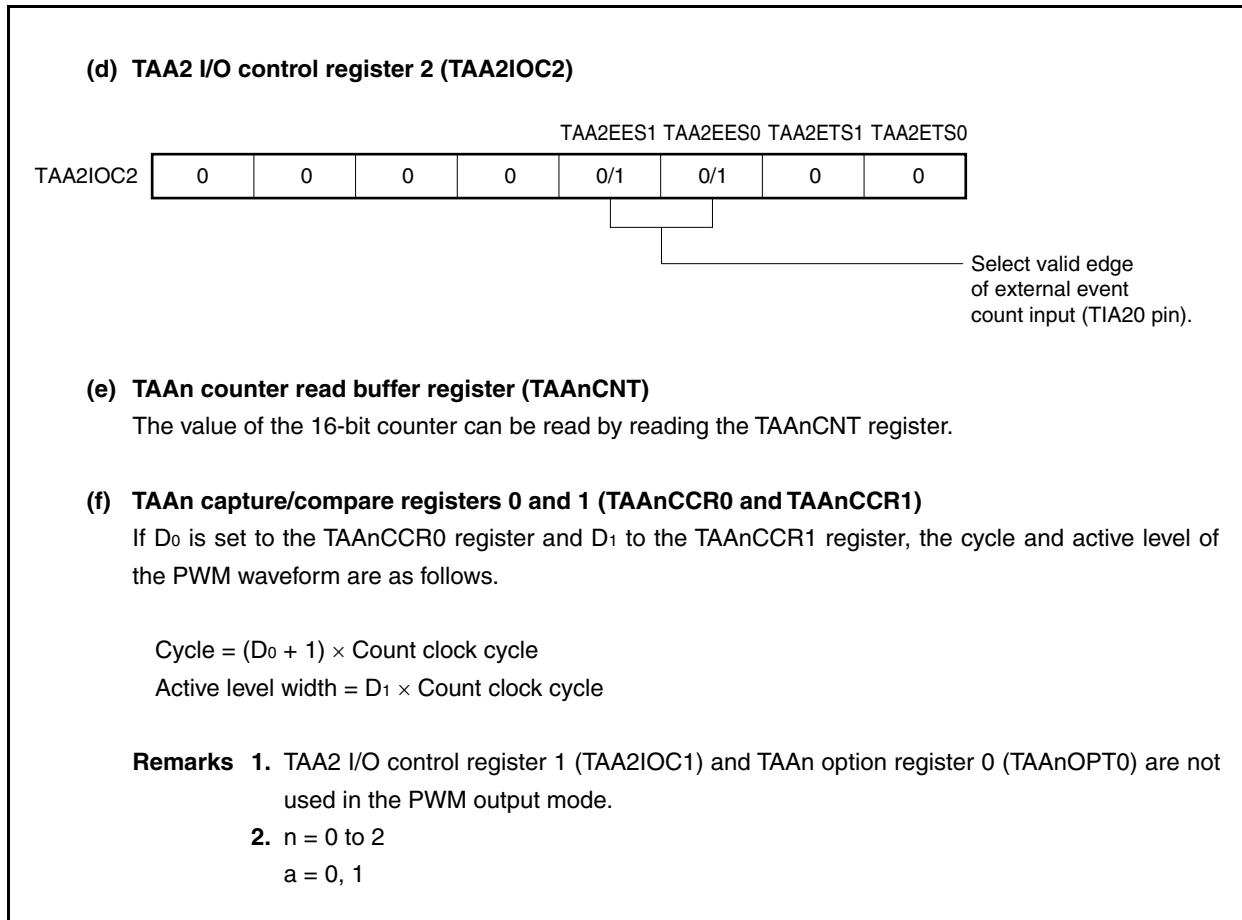 (d) TAA2 I/O control register 2 (TAA2IOC2)
TAA2EES1 TAA2EES0 TAA2ETS1 TAA2ETS0
TAA2IOC2 0 0 0 0 0/1 0/1 0 0
Select valid edge
of external event
count input (TIA20 pin).
(e) TAAn counter read buffer register (TAAnCNT)
The value of the 16-bit counter can be read by reading the TAAnCNT register.
(f) TAAn capture/compare registers 0 and 1 (TAAnCCR0 and TAAnCCR1)
If D0 is set to the TAAnCCR0 register and D1 to the TAAnCCR1 register, the cycle and active level of
the PWM waveform are as follows.
Cycle = (D0 + 1) × Count clock cycle
Active level width = D1 × Count clock cycle
Remarks 1. TAA2 I/O control register 1 (TAA2IOC1) and TAAn option register 0 (TAAnOPT0) are not
used in the PWM output mode.
2. n = 0 to 2
a = 0, 1